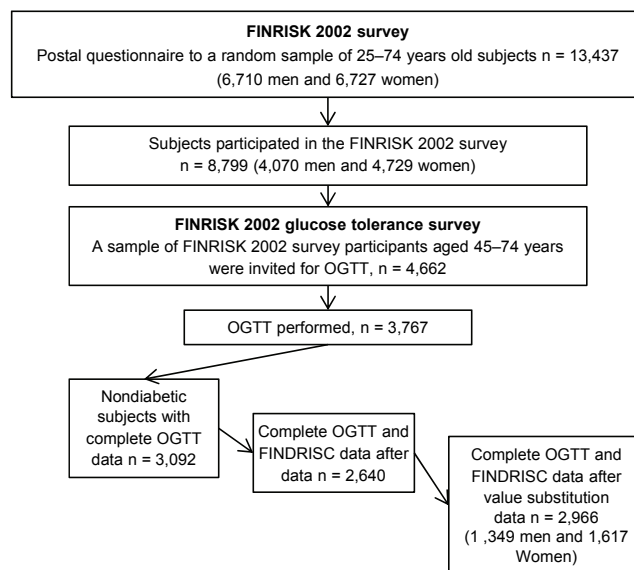 FINRISK 2002 survey
Postal questionnaire to a random sample of 25–74 years old subjects n = 13,437
(6,710 men and 6,727 women)
Subjects participated in the FINRISK 2002 survey
n = 8,799 (4,070 men and 4,729 women)
FINRISK 2002 glucose tolerance survey
A sample of FINRISK 2002 survey participants aged 45–74 years
were invited for OGTT, n = 4,662
OGTT performed, n = 3,767
Nondiabetic
subjects with
complete OGTT
data n = 3,092
Complete OGTT and
FINDRISC data after
data n = 2,640
Complete OGTT and
FINDRISC data after
value substitution
data n = 2,966
(1 ,349 men and 1,617
Women)